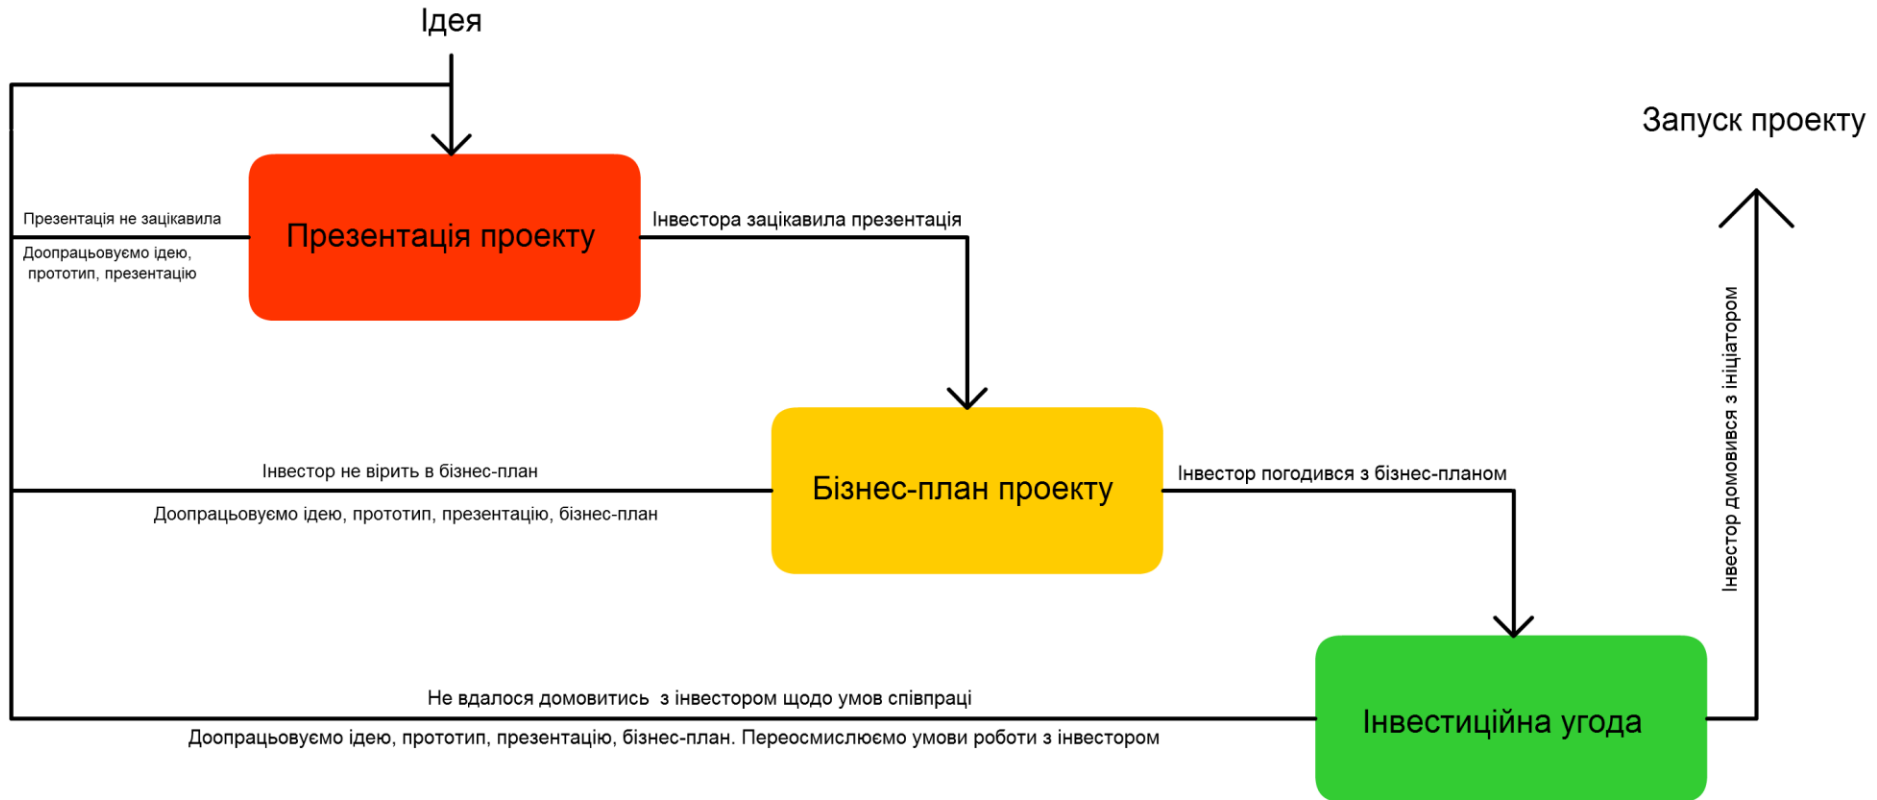 Ідея
Запуск проекту
Презентація не зацікавила
Доопрацьовуємо ідею,
прототип, презентацію
Презентація проекту
Інвестора зацікавила презентація
Інвестор домовився з ініціатором
Інвестор не вірить в бізнес-план
Доопрацьовуємо ідею, прототип, презентацію, бізнес-план
Бізнес-план проекту
Інвестор погодився з бізнес-планом
Не вдалося домовитись з інвестором щодо умов співпраці
Доопрацьовуємо ідею, прототип, презентацію, бізнес-план. Переосмислюємо умови роботи з інвестором
Інвестиційна угода